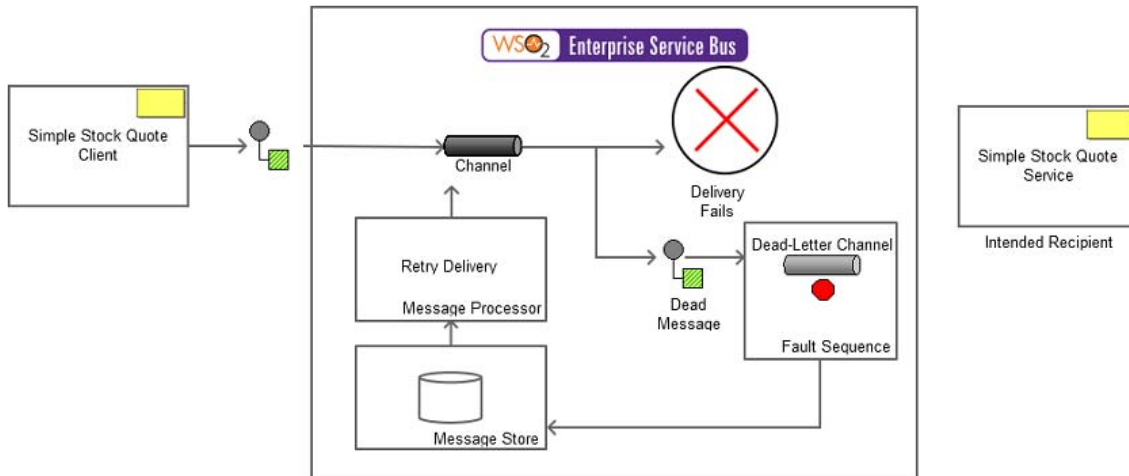 WSO2 Enterprise Service Bus
Simple Stock Quote
Client
Channel
Delivery
Fails
Simple Stock Quote
Service
Intended Recipient
Retry Delivery
Message Processor
Dead
Message
Dead-Letter Channel
Fault Sequence
Message Store